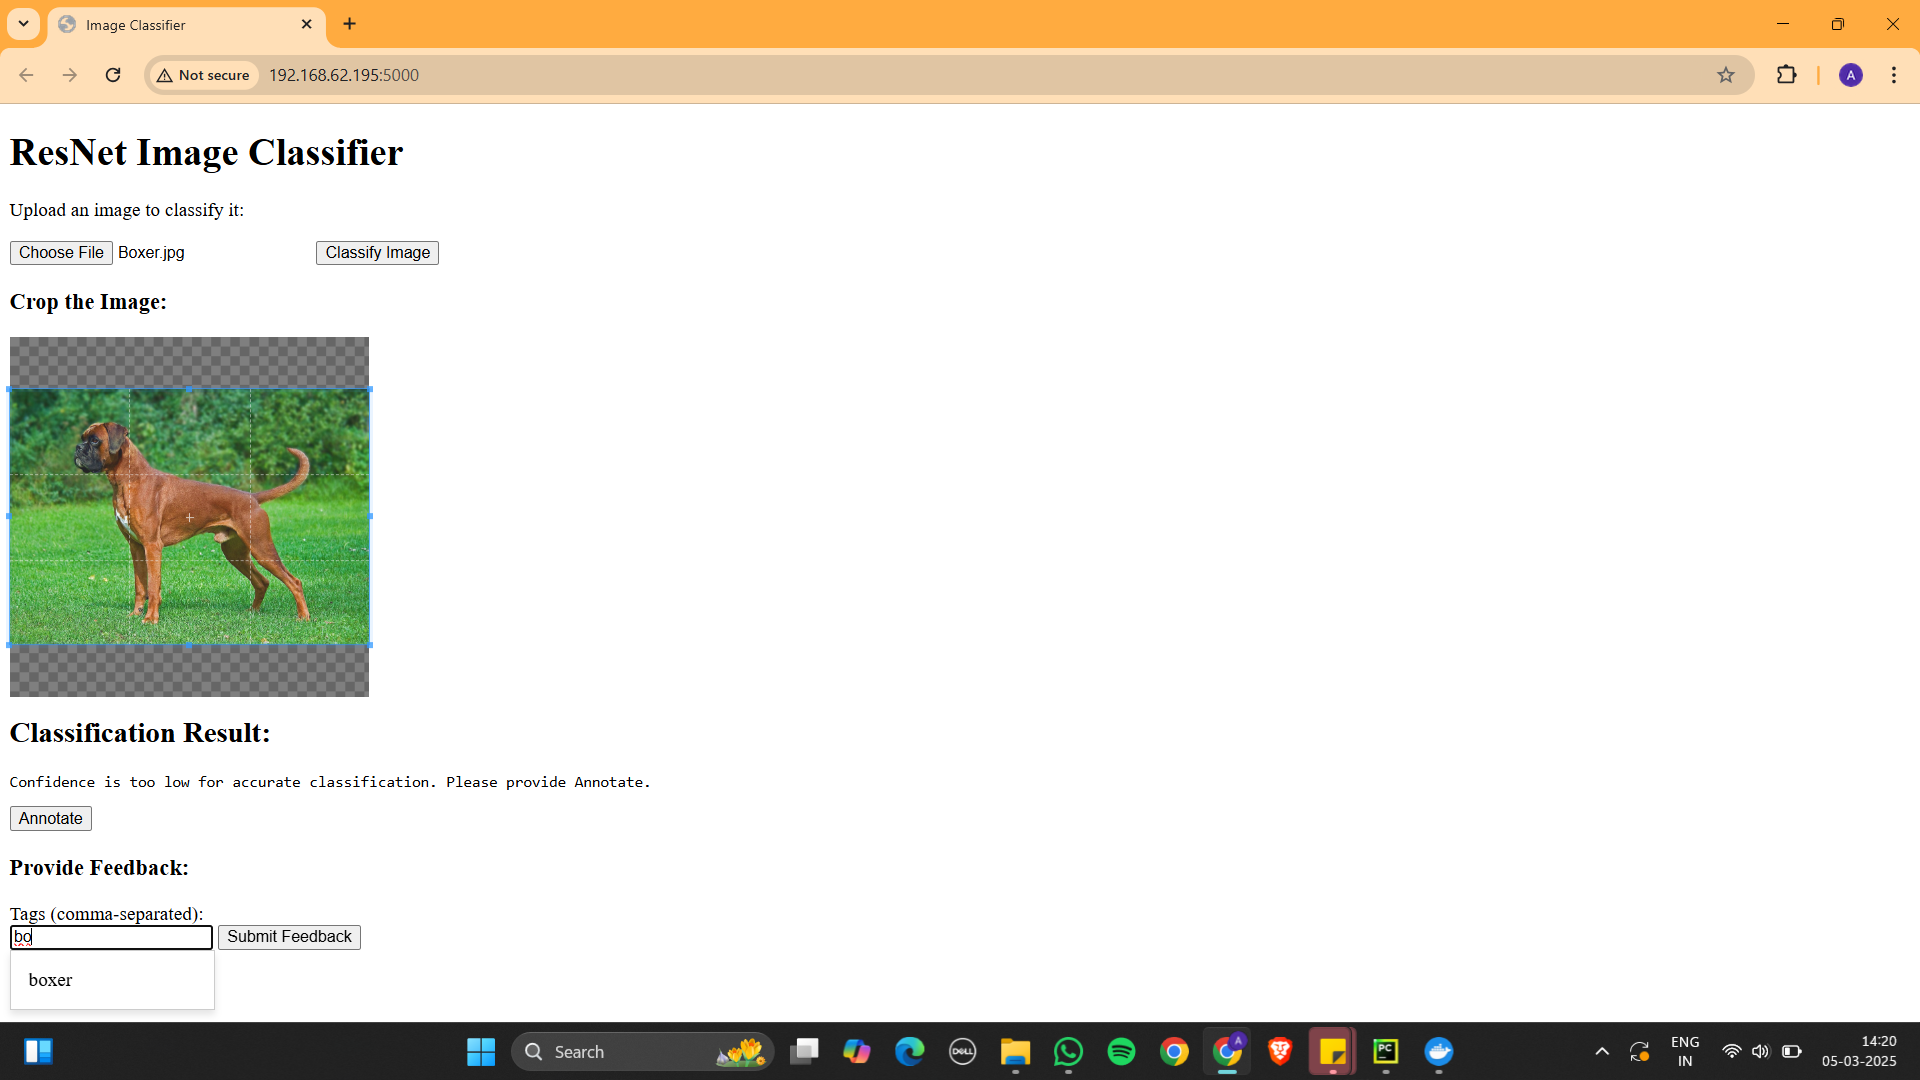 Image Classifier
Not secure 192.168.62.195:5000
A
ResNet Image Classifier
Upload an image to classify it:
Choose File Boxer.jpg Classify Image
Crop the Image:
Classification Result:
Confidence is too low for accurate classification. Please provide Annotate.
Annotate
Provide Feedback:
Tags (comma-separated):
bo Submit Feedback
boxer
Search
DELL
A
PC
ENG
IN
14:20
05-03-2025